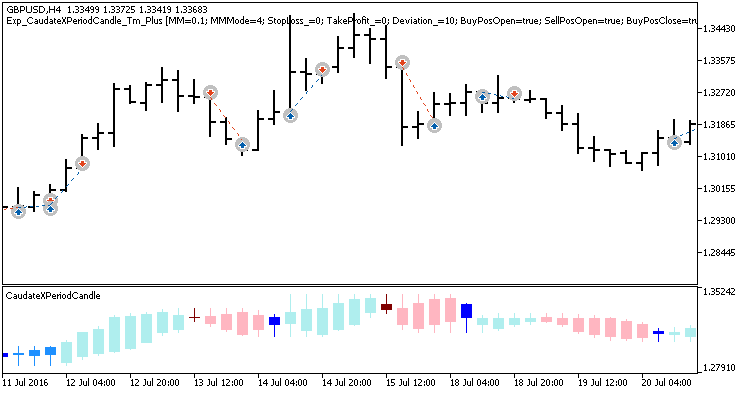 GBPUSD,H4 1.33499 1.33725 1.33419 1.33683
Exp_CaudateXPeriodCandle_Tm_Plus [MM=0.1; MMMode=4; StopLoss_=0; TakeProfit_=0; Deviation_=10; BuyPosOpen=true; SellPosOpen=true; BuyPosClose=tru
1.34430
1.33575
1.32720
1.31865
1.31010
1.30155
1.29300
1.28445
CaudateXPeriodCandle
1.35242
1.27910
11 Jul 2016 12 Jul 04:00 12 Jul 20:00 13 Jul 12:00 14 Jul 04:00 14 Jul 20:00 15 Jul 12:00 18 Jul 04:00 18 Jul 20:00 19 Jul 12:00 20 Jul 04:00